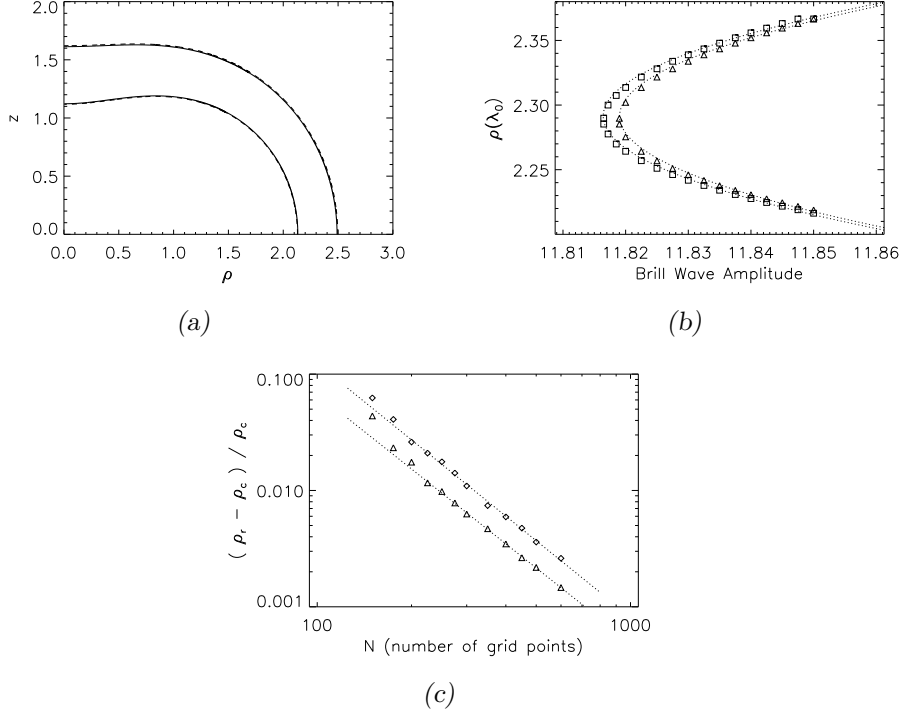 2.0
1.5
1.0
0.5
0.0
z
0.0 0.5 1.0 1.5 2.0 2.5 3.0
ρ
(a)
2.35
2.30
2.25
ρ(λ₀)
11.81 11.82 11.83 11.84 11.85 11.86
Brill Wave Amplitude
(b)
0.100
0.010
0.001
( ρᵣ − ρ_c ) / ρ_c
100 1000
N (number of grid points)
(c)